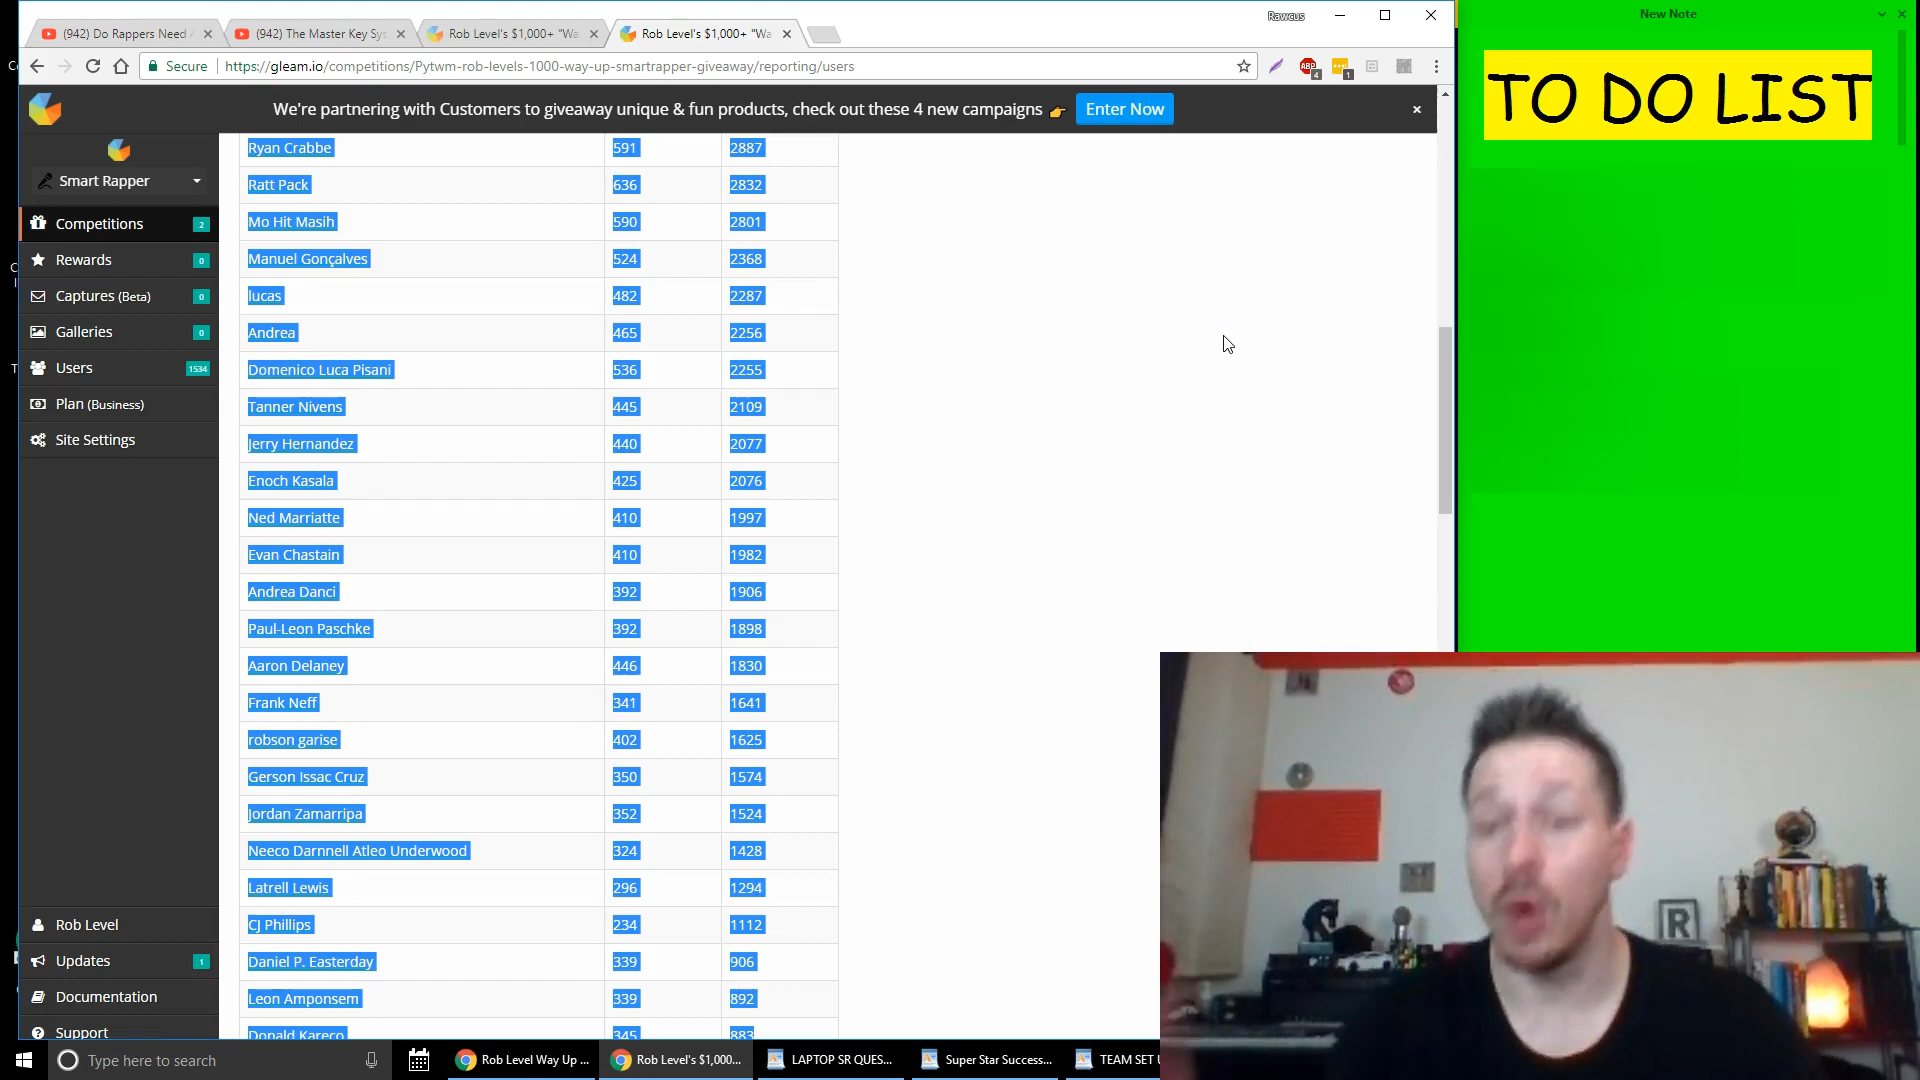 Rawcus
(942) Do Rappers Need
(942) The Master Key Sys
Rob Level's $1,000+ "Wa
Rob Level's $1,000+ "Wa
Secure
https://gleam.io/competitions/Pytwm-rob-levels-1000-way-up-smartrapper-giveaway/reporting/users
ABP
4
1
New Note
TO DO LIST
We're partnering with Customers to giveaway unique & fun products, check out these 4 new campaigns
Enter Now
Smart Rapper
Competitions 2
Rewards 0
Captures (Beta) 0
Galleries 0
Users 1534
Plan (Business)
Site Settings
Rob Level
Updates 1
Documentation
Support
Ryan Crabbe 591 2887
Ratt Pack 636 2832
Mo Hit Masih 590 2801
Manuel Gonçalves 524 2368
lucas 482 2287
Andrea 465 2256
Domenico Luca Pisani 536 2255
Tanner Nivens 445 2109
Jerry Hernandez 440 2077
Enoch Kasala 425 2076
Ned Marriatte 410 1997
Evan Chastain 410 1982
Andrea Danci 392 1906
Paul-Leon Paschke 392 1898
Aaron Delaney 446 1830
Frank Neff 341 1641
robson garise 402 1625
Gerson Issac Cruz 350 1574
Jordan Zamarripa 352 1524
Neeco Darnnell Atleo Underwood 324 1428
Latrell Lewis 296 1294
CJ Phillips 234 1112
Daniel P. Easterday 339 906
Leon Amponsem 339 892
Donald Kareco 345 883
R
Type here to search
Rob Level Way Up ...
Rob Level's $1,000...
LAPTOP SR QUES...
Super Star Success...
TEAM SET U